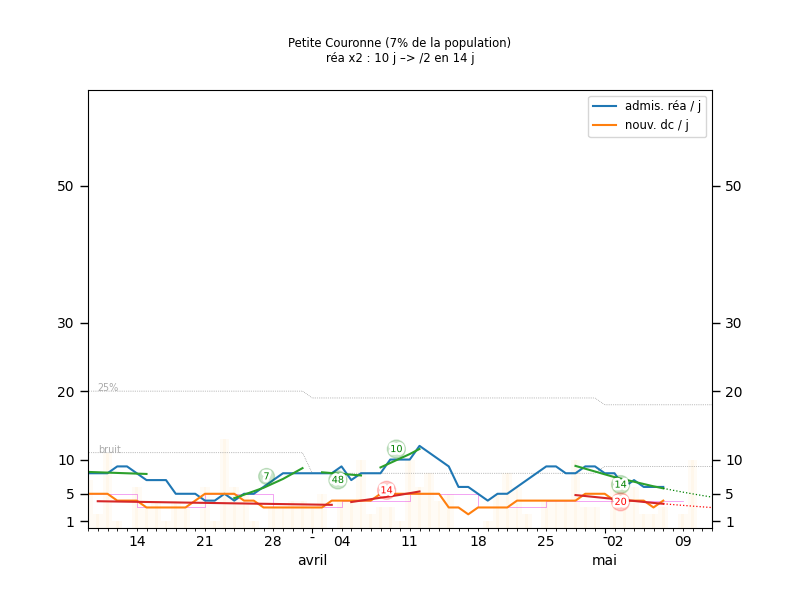 Petite Couronne (7% de la population)
réa x2 : 10 j –> /2 en 14 j
admis. réa / j
nouv. dc / j
50 50
30 30
25%
20 20
bruit
10
10 10
7
48
14
14
20
5 5
1 1
14 21 28 - 04 11 18 25 -02 09
avril mai